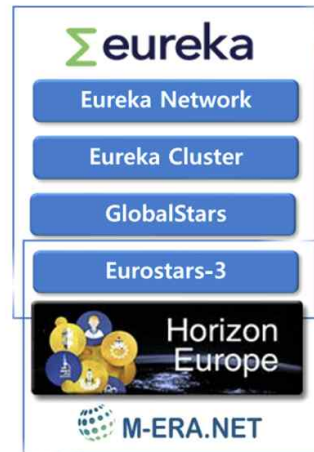 eureka
Eureka Network
Eureka Cluster
GlobalStars
Eurostars-3
Horizon
Europe
M-ERA.NET